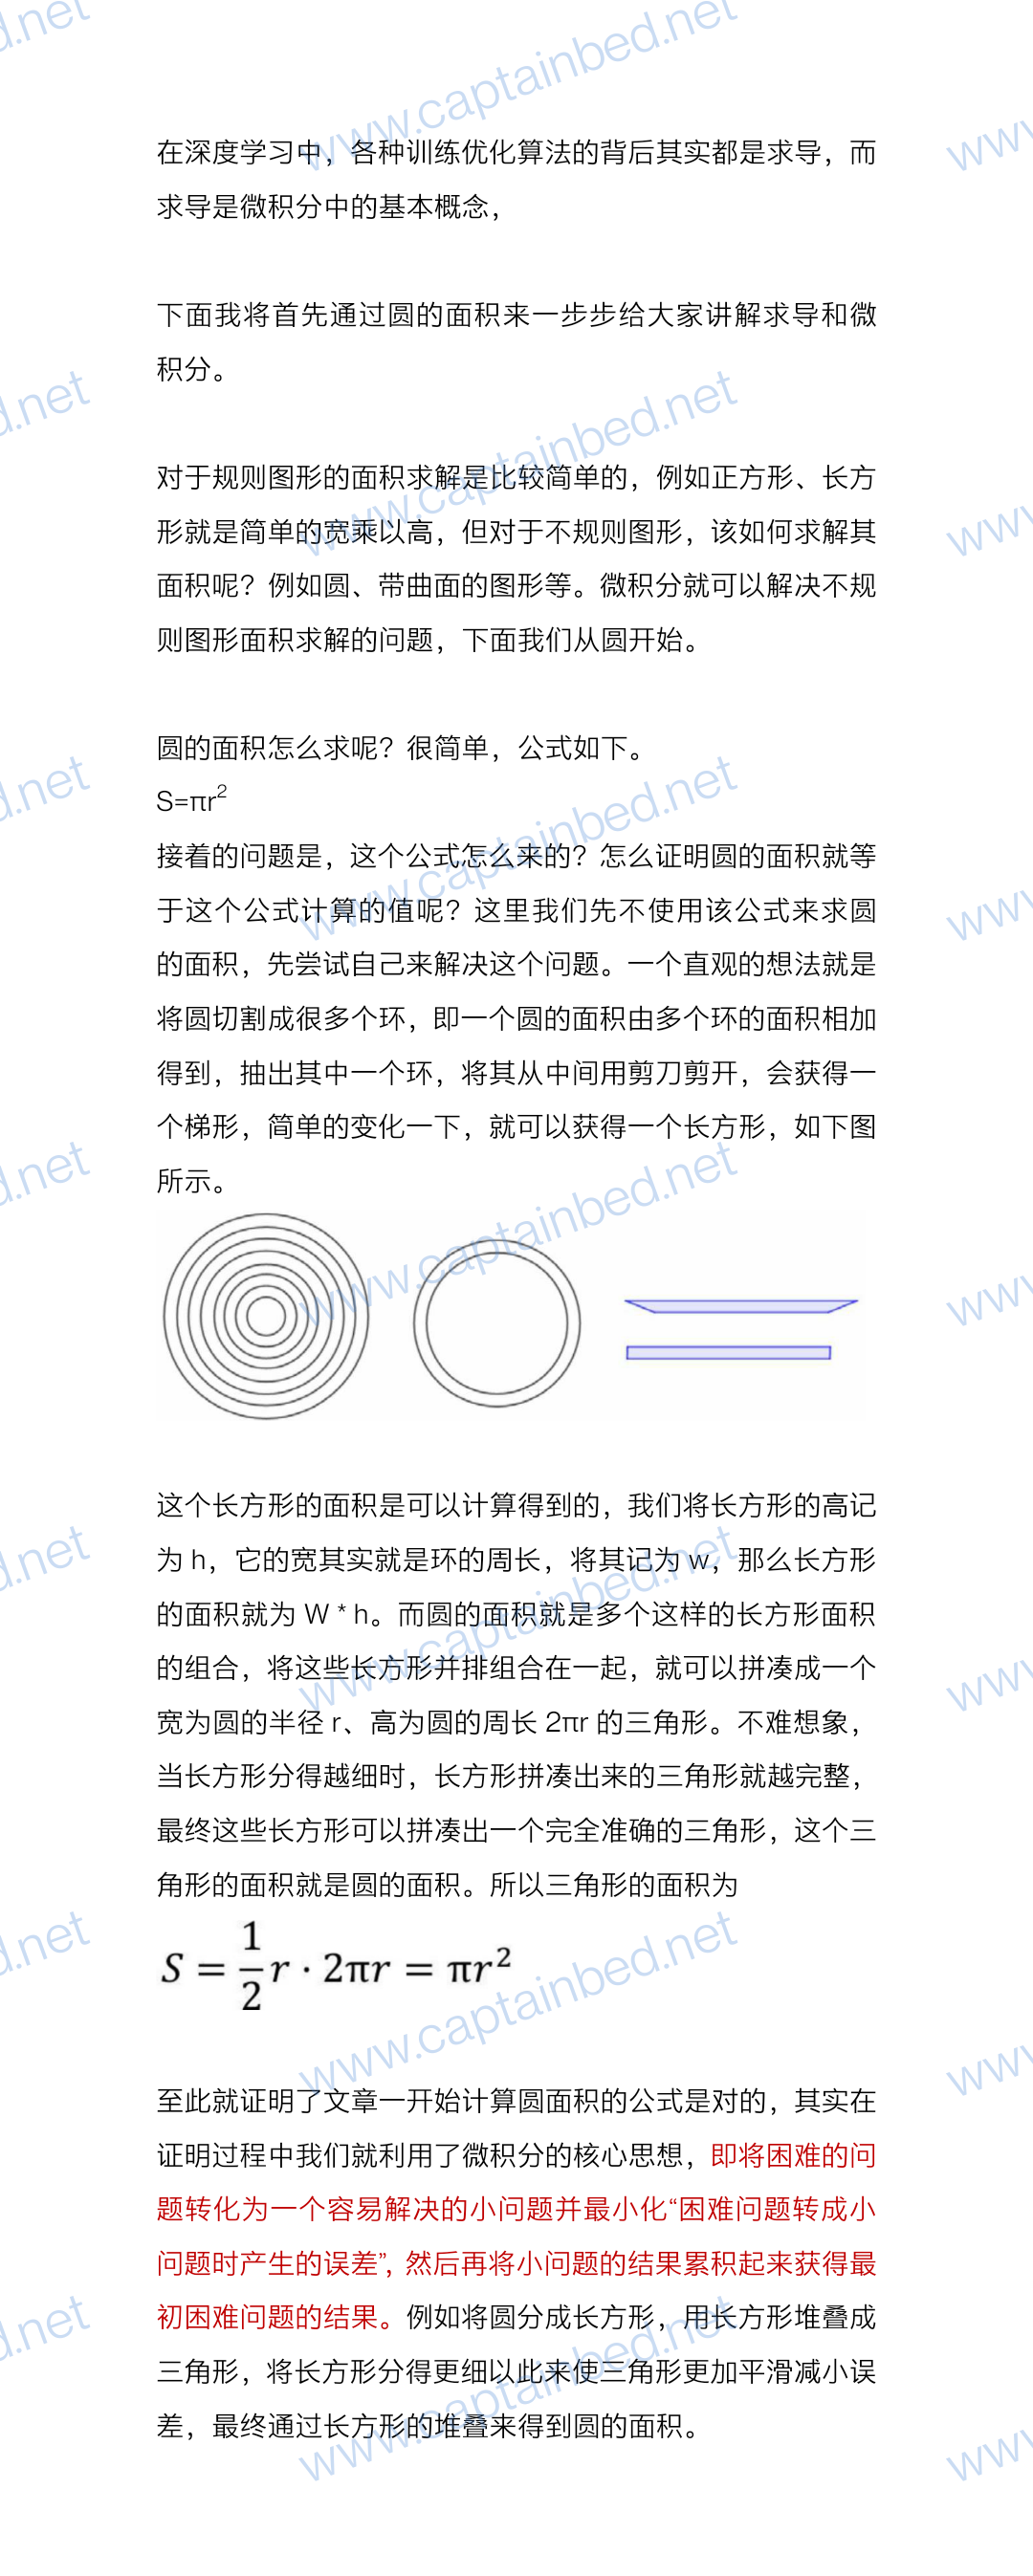 在深度学习中，各种训练优化算法的背后其实都是求导，而
求导是微积分中的基本概念，
下面我将首先通过圆的面积来一步步给大家讲解求导和微
积分。
对于规则图形的面积求解是比较简单的，例如正方形、长方
形就是简单的宽乘以高，但对于不规则图形，该如何求解其
面积呢？例如圆、带曲面的图形等。微积分就可以解决不规
则图形面积求解的问题，下面我们从圆开始。
圆的面积怎么求呢？很简单，公式如下。
S=πr²
接着的问题是，这个公式怎么来的？怎么证明圆的面积就等
于这个公式计算的值呢？这里我们先不使用该公式来求圆
的面积，先尝试自己来解决这个问题。一个直观的想法就是
将圆切割成很多个环，即一个圆的面积由多个环的面积相加
得到，抽出其中一个环，将其从中间用剪刀剪开，会获得一
个梯形，简单的变化一下，就可以获得一个长方形，如下图
所示。
这个长方形的面积是可以计算得到的，我们将长方形的高记
为 h，它的宽其实就是环的周长，将其记为 w，那么长方形
的面积就为 W * h。而圆的面积就是多个这样的长方形面积
的组合，将这些长方形并排组合在一起，就可以拼凑成一个
宽为圆的半径 r、高为圆的周长 2πr 的三角形。不难想象，
当长方形分得越细时，长方形拼凑出来的三角形就越完整，
最终这些长方形可以拼凑出一个完全准确的三角形，这个三
角形的面积就是圆的面积。所以三角形的面积为
S = 1/2 r · 2πr = πr²
至此就证明了文章一开始计算圆面积的公式是对的，其实在
证明过程中我们就利用了微积分的核心思想，即将困难的问
题转化为一个容易解决的小问题并最小化“困难问题转成小
问题时产生的误差”，然后再将小问题的结果累积起来获得最
初困难问题的结果。例如将圆分成长方形，用长方形堆叠成
三角形，将长方形分得更细以此来使三角形更加平滑减小误
差，最终通过长方形的堆叠来得到圆的面积。
www.captainbed.net
www.captainbed.net
www.captainbed.net
www.captainbed.net
www.captainbed.net
www.captainbed.net
www.captainbed.net